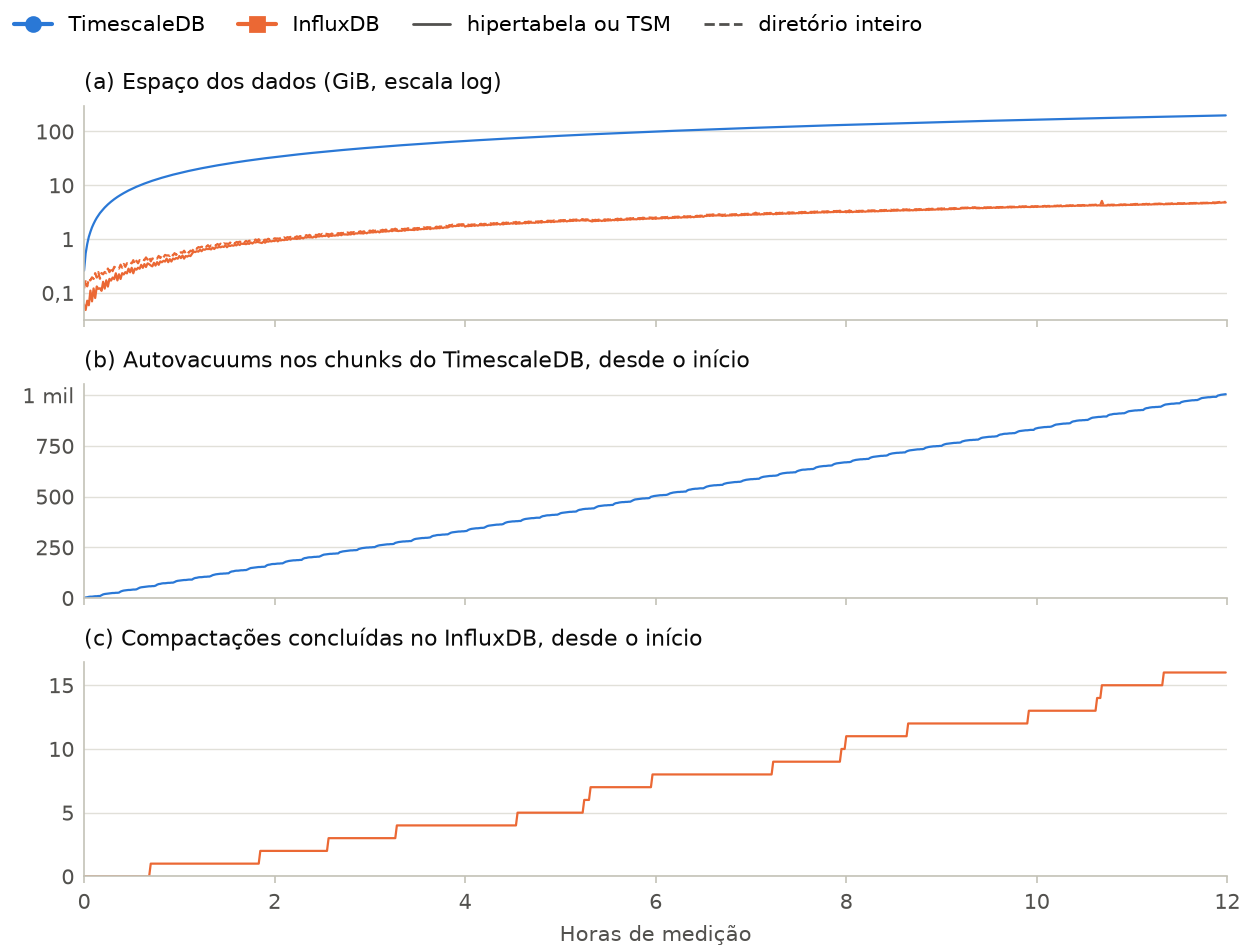 TimescaleDB InfluxDB hipertabela ou TSM diretório inteiro
(a) Espaço dos dados (GiB, escala log)
100
10
1
0,1
(b) Autovacuums nos chunks do TimescaleDB, desde o início
1 mil
750
500
250
0
(c) Compactações concluídas no InfluxDB, desde o início
15
10
5
0
0 2 4 6 8 10 12
Horas de medição